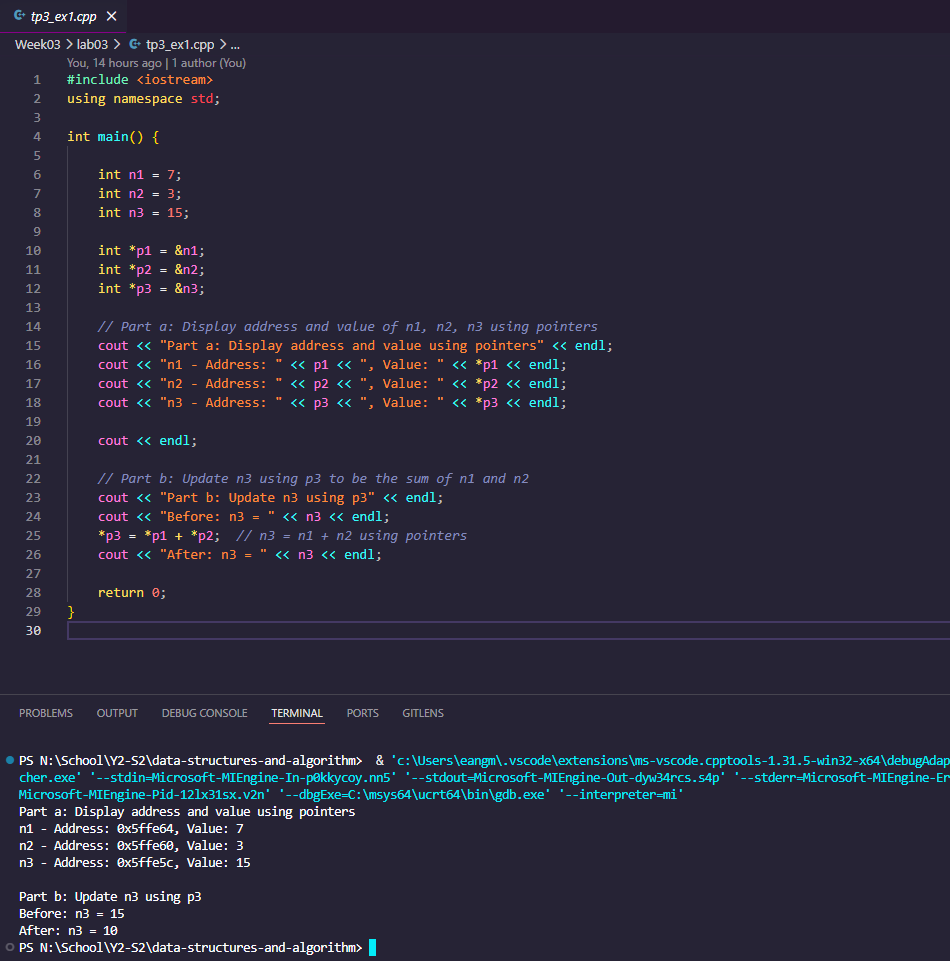 tp3_ex1.cpp
Week03 > lab03 > tp3_ex1.cpp > ...
You, 14 hours ago | 1 author (You)
1 #include <iostream>
2 using namespace std;
3
4 int main() {
5
6     int n1 = 7;
7     int n2 = 3;
8     int n3 = 15;
9
10     int *p1 = &n1;
11     int *p2 = &n2;
12     int *p3 = &n3;
13
14     // Part a: Display address and value of n1, n2, n3 using pointers
15     cout << "Part a: Display address and value using pointers" << endl;
16     cout << "n1 - Address: " << p1 << ", Value: " << *p1 << endl;
17     cout << "n2 - Address: " << p2 << ", Value: " << *p2 << endl;
18     cout << "n3 - Address: " << p3 << ", Value: " << *p3 << endl;
19
20     cout << endl;
21
22     // Part b: Update n3 using p3 to be the sum of n1 and n2
23     cout << "Part b: Update n3 using p3" << endl;
24     cout << "Before: n3 = " << n3 << endl;
25     *p3 = *p1 + *p2;  // n3 = n1 + n2 using pointers
26     cout << "After: n3 = " << n3 << endl;
27
28     return 0;
29 }
30
PROBLEMS OUTPUT DEBUG CONSOLE TERMINAL PORTS GITLENS
PS N:\School\Y2-S2\data-structures-and-algorithm>  & 'c:\Users\eangm\.vscode\extensions\ms-vscode.cpptools-1.31.5-win32-x64\debugAdap
cher.exe' '--stdin=Microsoft-MIEngine-In-p0kkycoy.nn5' '--stdout=Microsoft-MIEngine-Out-dyw34rcs.s4p' '--stderr=Microsoft-MIEngine-Er
Microsoft-MIEngine-Pid-12lx31sx.v2n' '--dbgExe=C:\msys64\ucrt64\bin\gdb.exe' '--interpreter=mi'
Part a: Display address and value using pointers
n1 - Address: 0x5ffe64, Value: 7
n2 - Address: 0x5ffe60, Value: 3
n3 - Address: 0x5ffe5c, Value: 15

Part b: Update n3 using p3
Before: n3 = 15
After: n3 = 10
PS N:\School\Y2-S2\data-structures-and-algorithm>